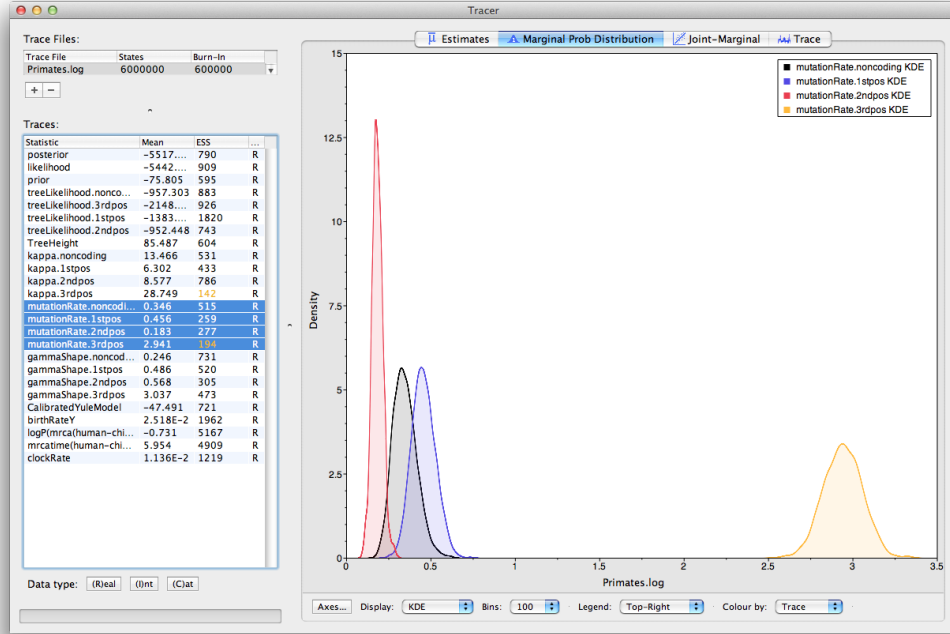 Tracer
Trace Files:
Trace File States Burn-In
Primates.log 6000000 600000
+ −
Traces:
Statistic Mean ESS ...
posterior -5517.... 790 R
likelihood -5442.... 909 R
prior -75.805 595 R
treeLikelihood.nonco... -957.303 883 R
treeLikelihood.3rdpos -2148.... 926 R
treeLikelihood.1stpos -1383.... 1820 R
treeLikelihood.2ndpos -952.448 743 R
TreeHeight 85.487 604 R
kappa.noncoding 13.466 531 R
kappa.1stpos 6.302 433 R
kappa.2ndpos 8.577 786 R
kappa.3rdpos 28.749 142 R
mutationRate.noncodi... 0.346 515 R
mutationRate.1stpos 0.456 259 R
mutationRate.2ndpos 0.183 277 R
mutationRate.3rdpos 2.941 194 R
gammaShape.noncod... 0.246 731 R
gammaShape.1stpos 0.486 520 R
gammaShape.2ndpos 0.568 305 R
gammaShape.3rdpos 3.037 473 R
CalibratedYuleModel -47.491 721 R
birthRateY 2.518E-2 1962 R
logP(mrca(human-chi... -0.731 5167 R
mrcatime(human-chi... 5.954 4909 R
clockRate 1.136E-2 1219 R
Data type: (R)eal (I)nt (C)at
μ Estimates Marginal Prob Distribution Joint-Marginal Trace
mutationRate.noncoding KDE
mutationRate.1stpos KDE
mutationRate.2ndpos KDE
mutationRate.3rdpos KDE
15
12.5
10
7.5
5
2.5
0
Density
0 0.5 1 1.5 2 2.5 3 3.5
Primates.log
Axes... Display: KDE Bins: 100 Legend: Top-Right Colour by: Trace